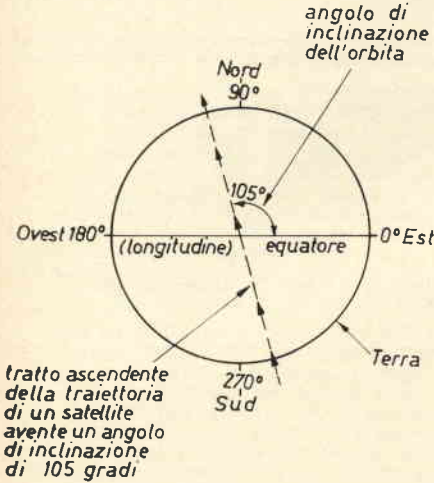 angolo di
inclinazione
dell'orbita
Nord
90°
105°
Ovest 180°
(longitudine)
equatore
0° Est
Terra
270°
Sud
tratto ascendente
della traiettoria
di un satellite
avente un angolo
di inclinazione
di 105 gradi